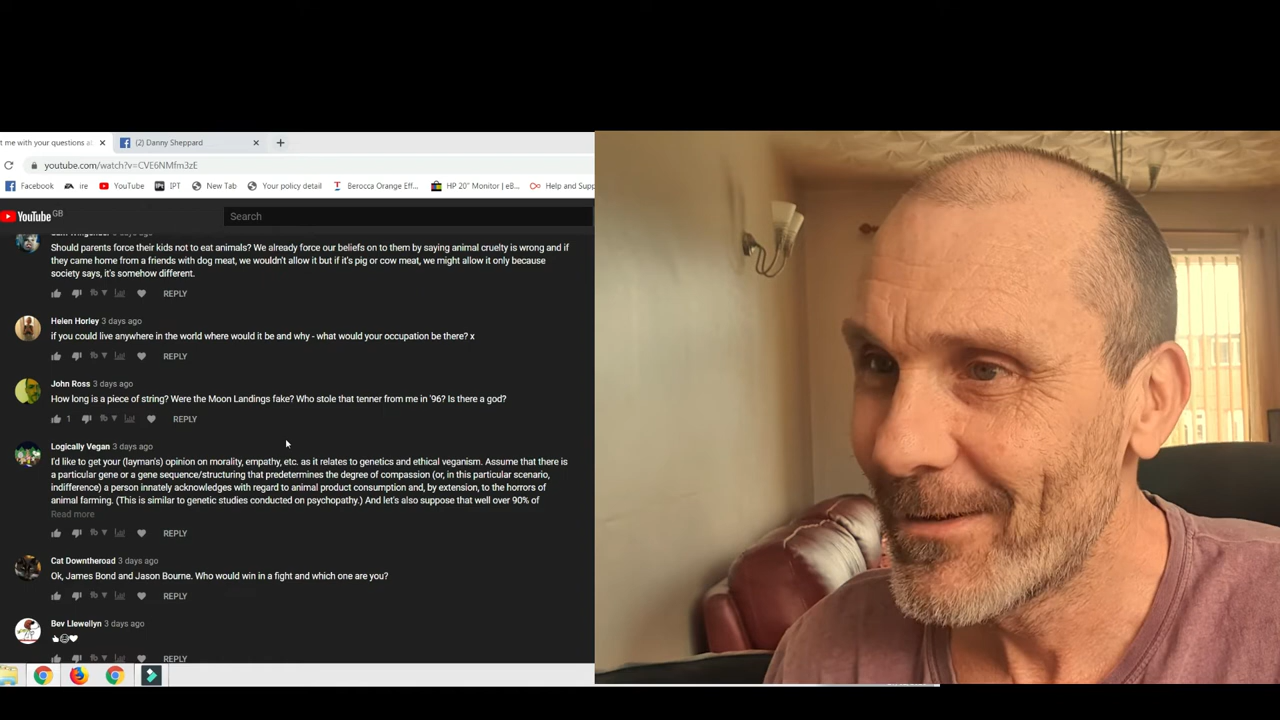 t me with your questions a
(2) Danny Sheppard
youtube.com/watch?v=CVE6NMfm3zE
Facebook
ire
YouTube
IPT
New Tab
Your policy detail
Berocca Orange Eff...
HP 20" Monitor | eB...
Help and Supp
YouTube GB
Search
3 days ago
Should parents force their kids not to eat animals? We already force our beliefs on to them by saying animal cruelty is wrong and if
they came home from a friends with dog meat, we wouldn't allow it but if it's pig or cow meat, we might allow it only because
society says, it's somehow different.
REPLY
Helen Horley 3 days ago
if you could live anywhere in the world where would it be and why - what would your occupation be there? x
REPLY
John Ross 3 days ago
How long is a piece of string? Were the Moon Landings fake? Who stole that tenner from me in '96? Is there a god?
1 REPLY
Logically Vegan 3 days ago
I'd like to get your (layman's) opinion on morality, empathy, etc. as it relates to genetics and ethical veganism. Assume that there is
a particular gene or a gene sequence/structuring that predetermines the degree of compassion (or, in this particular scenario,
indifference) a person innately acknowledges with regard to animal product consumption and, by extension, to the horrors of
animal farming. (This is similar to genetic studies conducted on psychopathy.) And let's also suppose that well over 90% of
Read more
REPLY
Cat Downtheroad 3 days ago
Ok, James Bond and Jason Bourne. Who would win in a fight and which one are you?
REPLY
Bev Llewellyn 3 days ago
REPLY